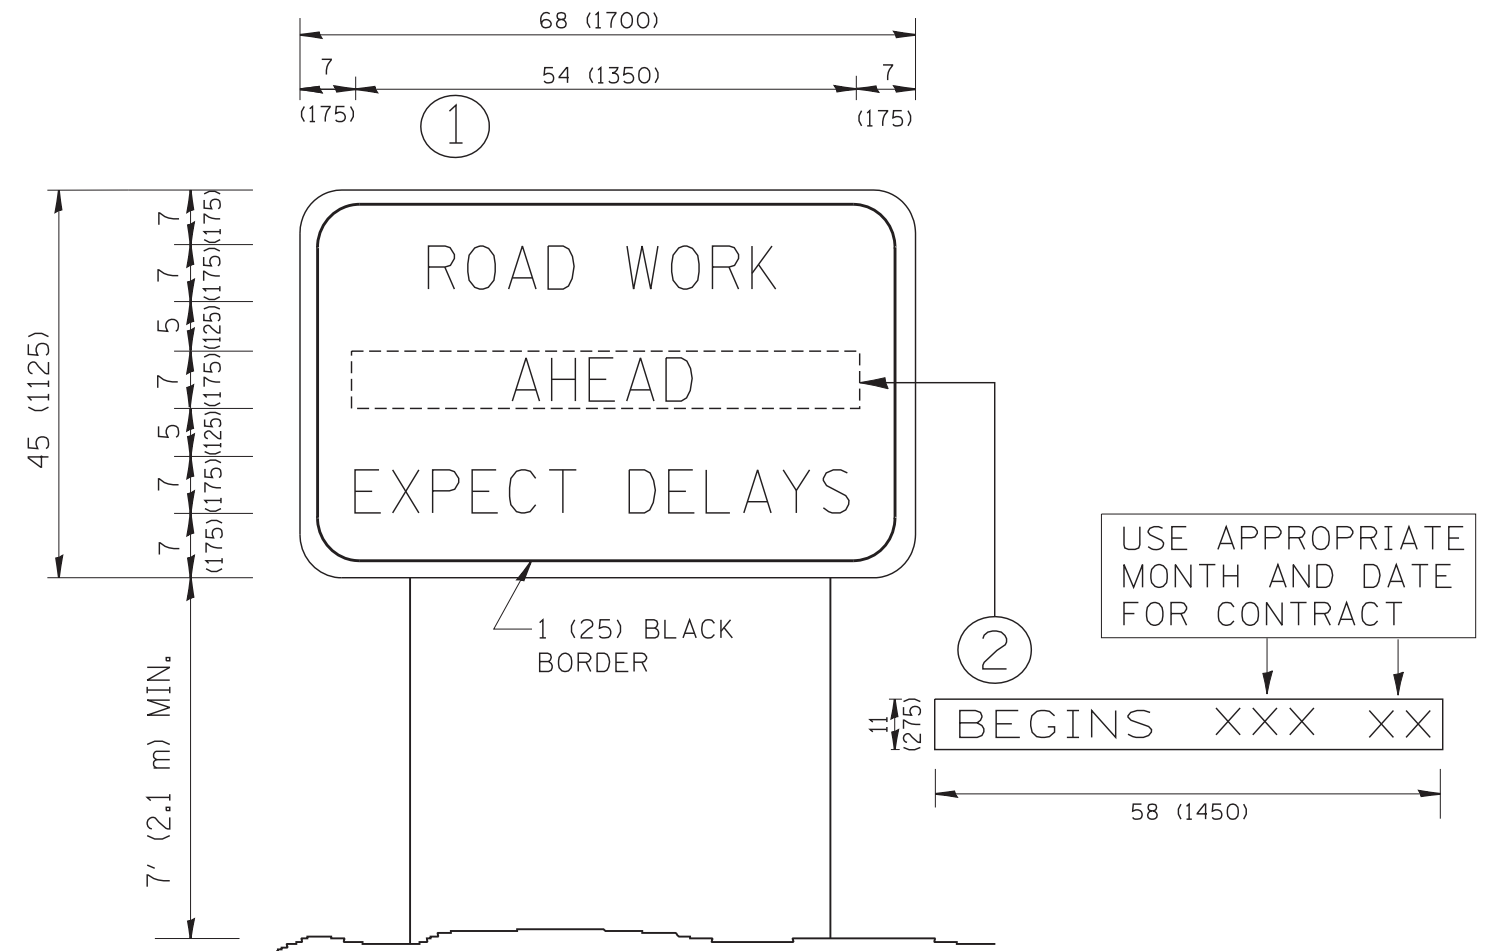 68 (1700)
7
54 (1350)
7
(175)
(175)
1
7
(175)
7
(175)
5
(125)
7
(175)
5
(125)
7
(175)
7
(175)
45 (1125)
ROAD WORK
AHEAD
EXPECT DELAYS
1 (25) BLACK
BORDER
7' (2.1 m) MIN.
2
USE APPROPRIATE
MONTH AND DATE
FOR CONTRACT
11
(275)
BEGINS XXX XX
58 (1450)